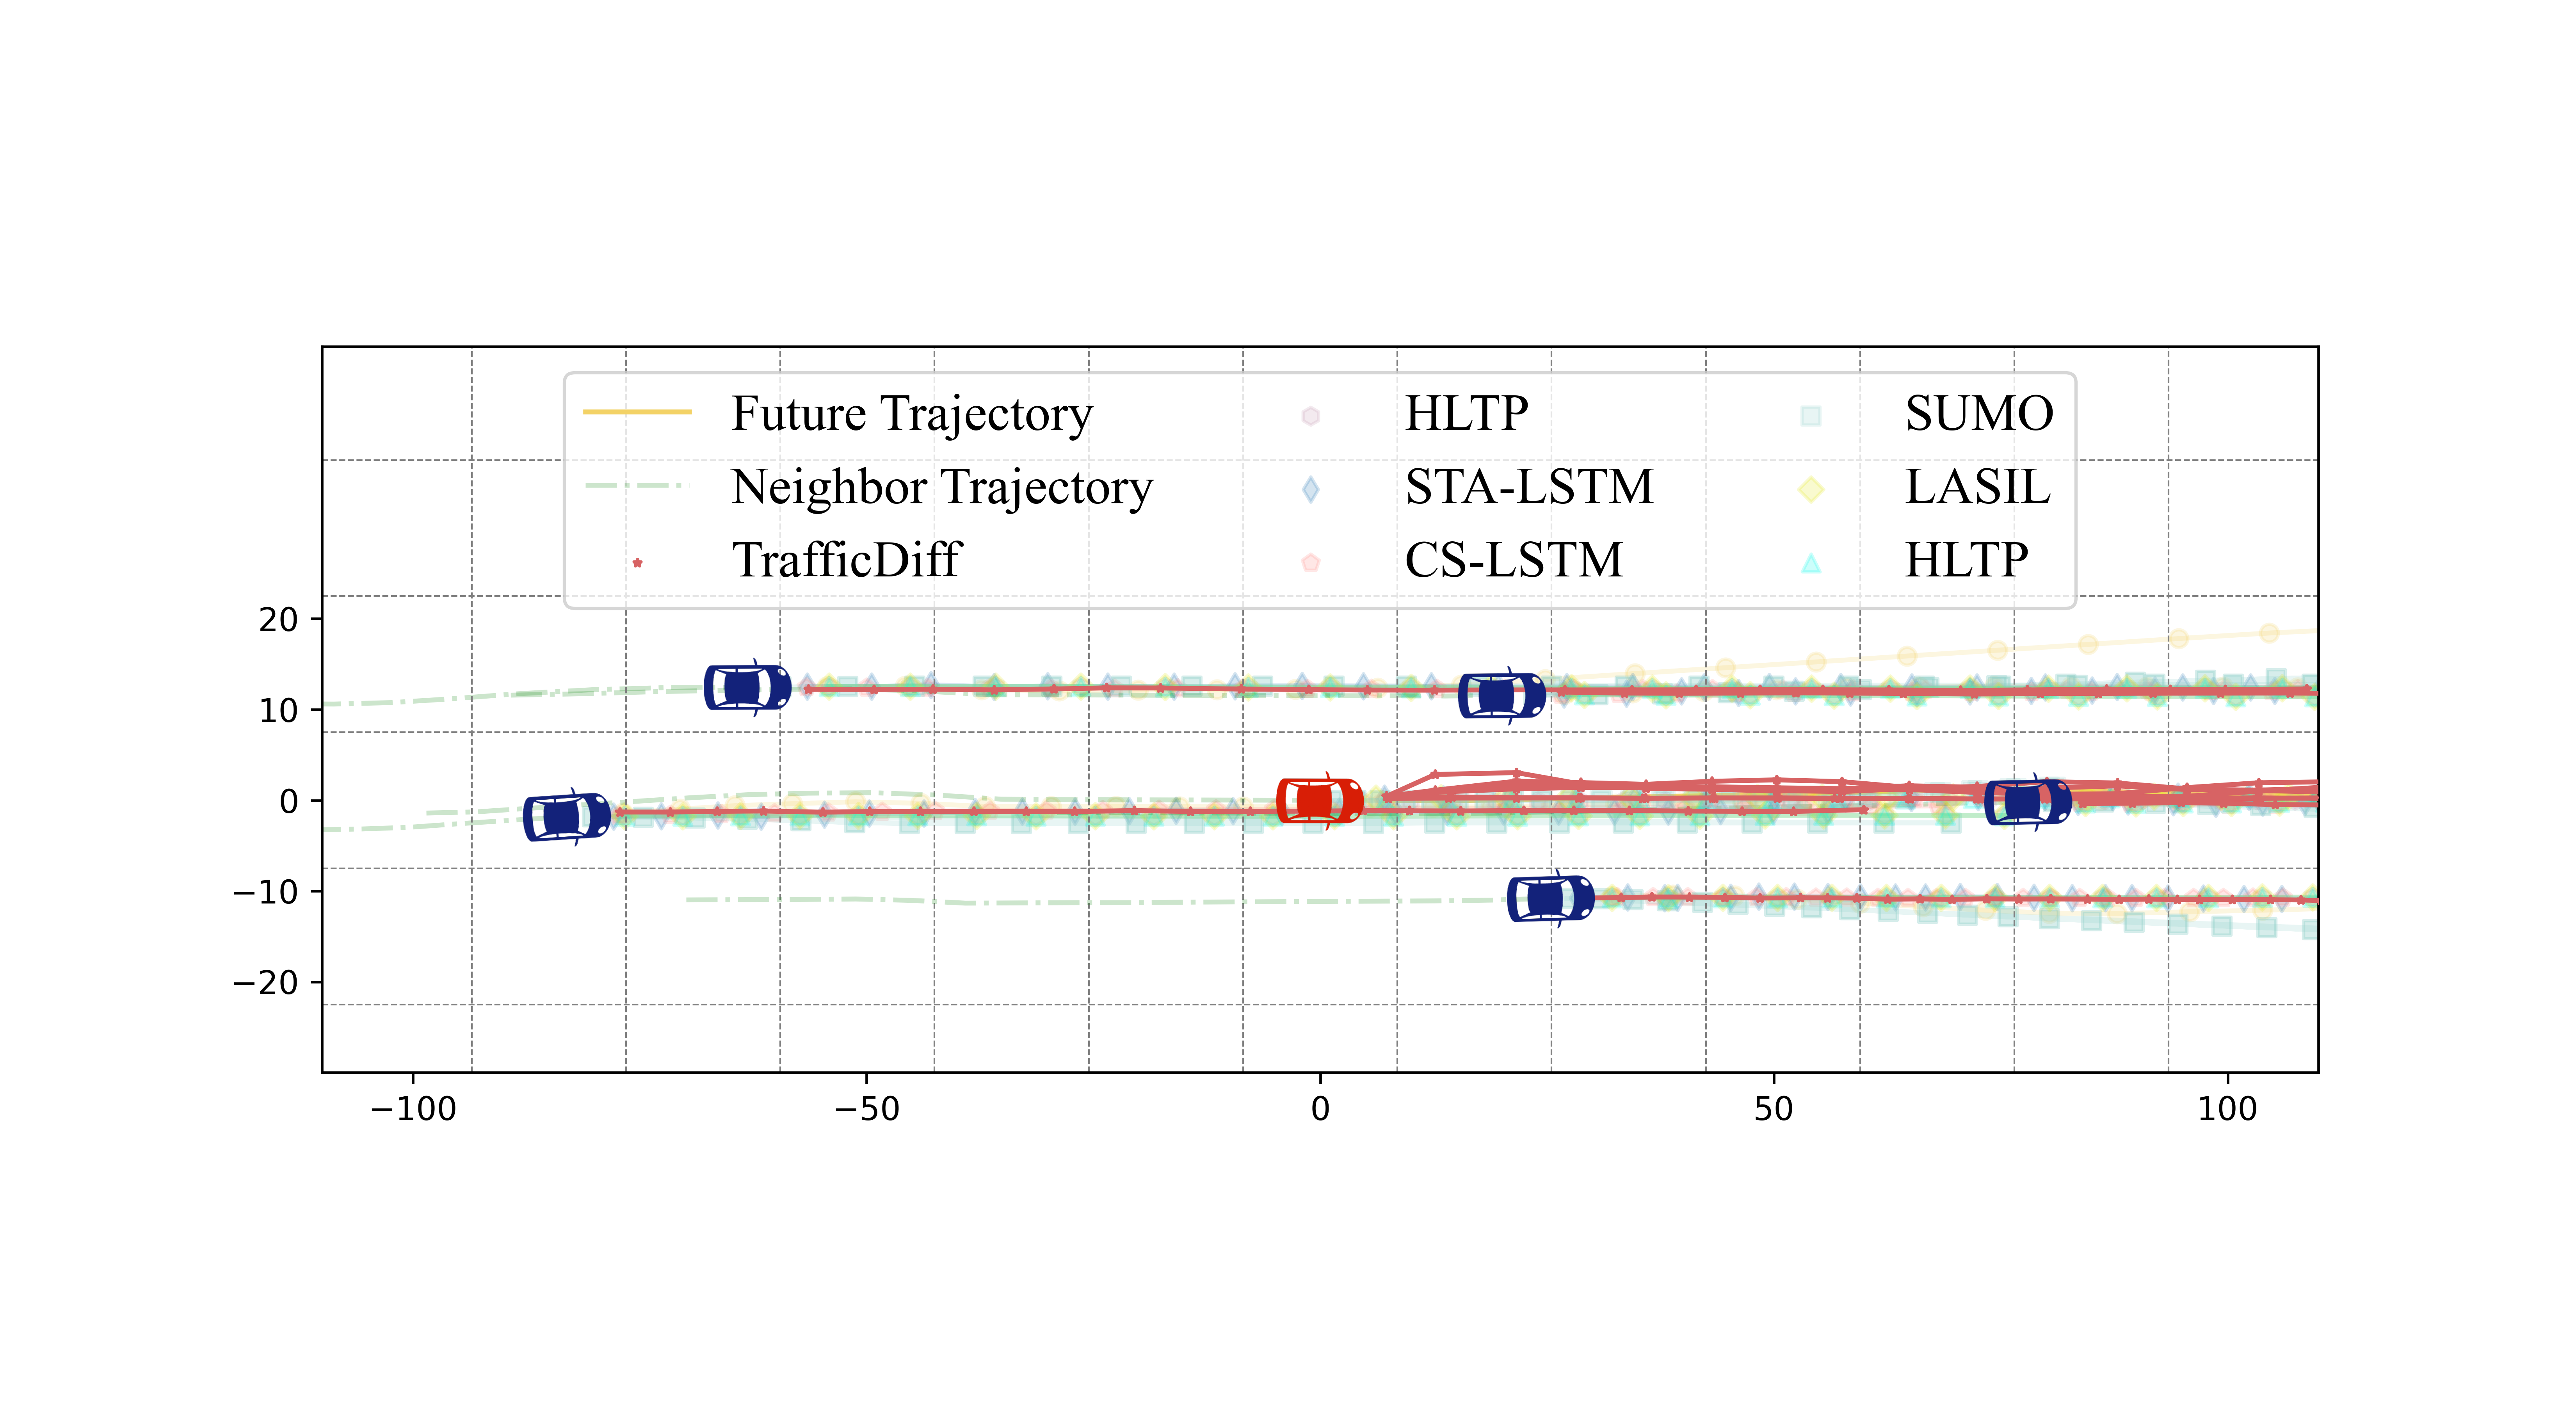 Future Trajectory
Neighbor Trajectory
TrafficDiff
HLTP
STA-LSTM
CS-LSTM
SUMO
LASIL
HLTP
20
10
0
−10
−20
−100 −50 0 50 100